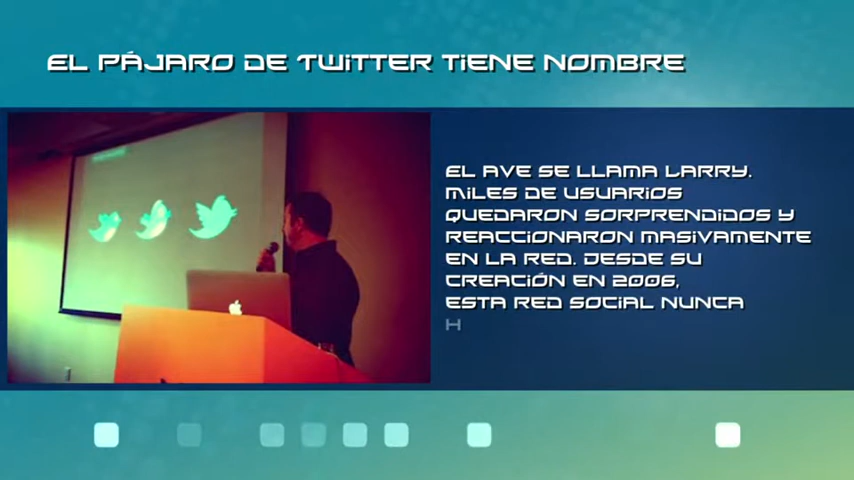 EL PÁJARO DE TWITTER TIENE NOMBRE
EL AVE SE LLAMA LARRY.
MILES DE USUARIOS
QUEDARON SORPRENDIDOS Y
REACCIONARON MASIVAMENTE
EN LA RED. DESDE SU
CREACIÓN EN 2006,
ESTA RED SOCIAL NUNCA
H